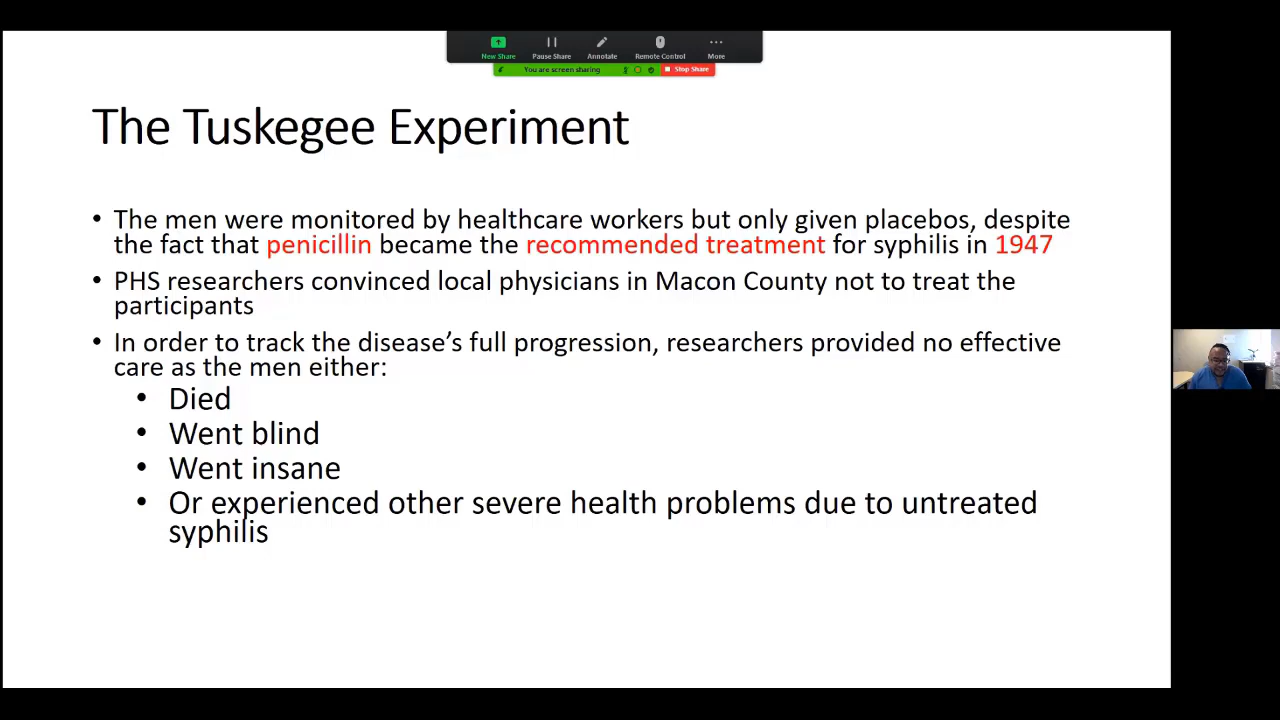 New Share
Pause Share
Annotate
Remote Control
More
You are screen sharing
Stop Share
The Tuskegee Experiment
• The men were monitored by healthcare workers but only given placebos, despite
the fact that penicillin became the recommended treatment for syphilis in 1947
• PHS researchers convinced local physicians in Macon County not to treat the
participants
• In order to track the disease’s full progression, researchers provided no effective
care as the men either:
• Died
• Went blind
• Went insane
• Or experienced other severe health problems due to untreated
syphilis